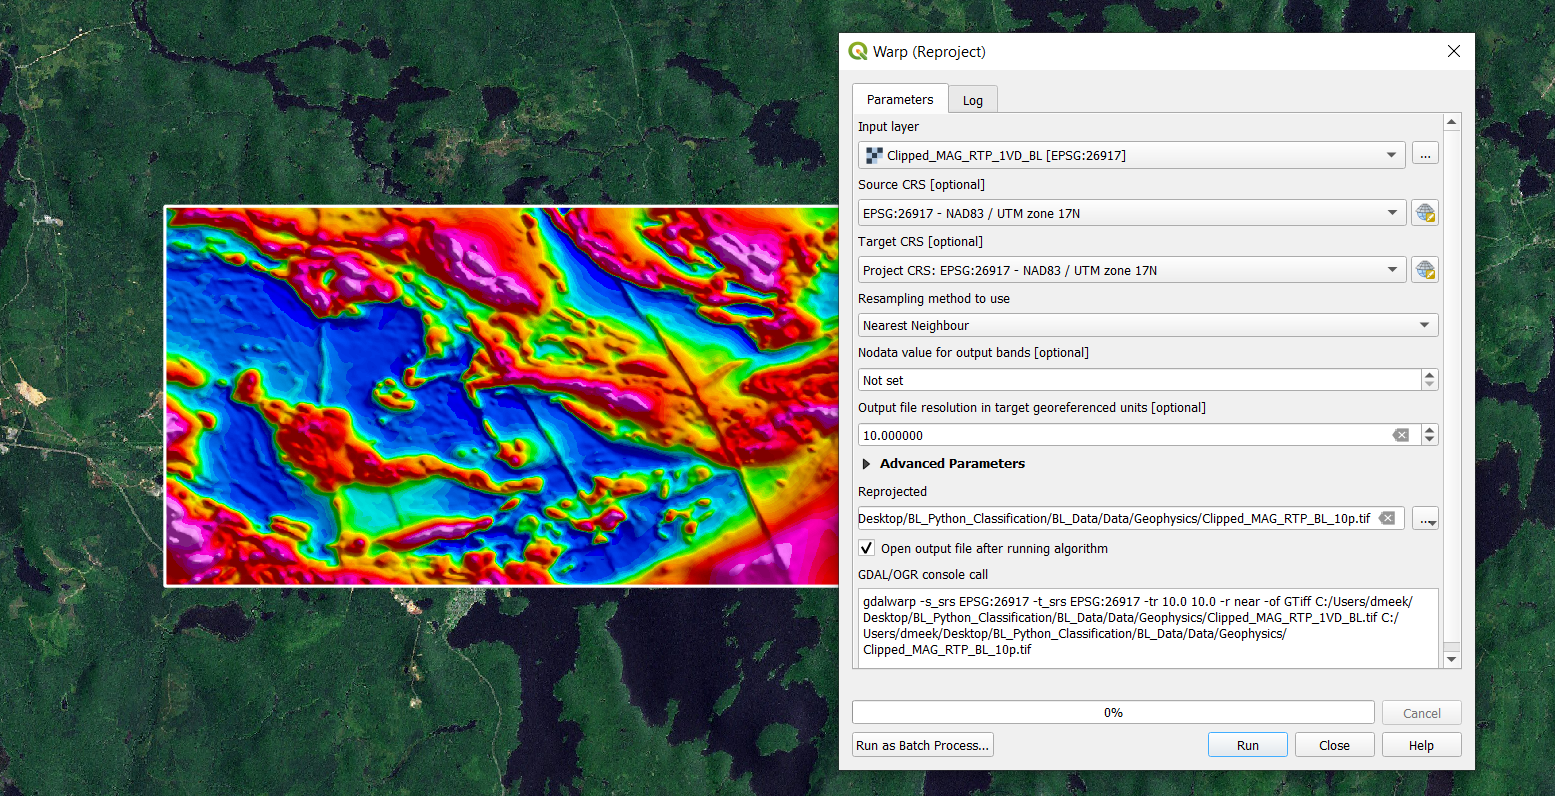 Warp (Reproject)
Parameters
Log
Input layer
Clipped_MAG_RTP_1VD_BL [EPSG:26917]
...
Source CRS [optional]
EPSG:26917 - NAD83 / UTM zone 17N
Target CRS [optional]
Project CRS: EPSG:26917 - NAD83 / UTM zone 17N
Resampling method to use
Nearest Neighbour
Nodata value for output bands [optional]
Not set
Output file resolution in target georeferenced units [optional]
10.000000
Advanced Parameters
Reprojected
Desktop/BL_Python_Classification/BL_Data/Data/Geophysics/Clipped_MAG_RTP_BL_10p.tif
...
Open output file after running algorithm
GDAL/OGR console call
gdalwarp -s_srs EPSG:26917 -t_srs EPSG:26917 -tr 10.0 10.0 -r near -of GTiff C:/Users/dmeek/
Desktop/BL_Python_Classification/BL_Data/Data/Geophysics/Clipped_MAG_RTP_1VD_BL.tif C:/
Users/dmeek/Desktop/BL_Python_Classification/BL_Data/Data/Geophysics/
Clipped_MAG_RTP_BL_10p.tif
0%
Cancel
Run as Batch Process...
Run
Close
Help